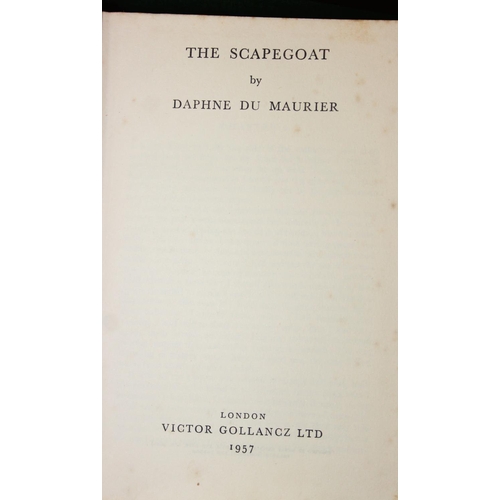 THE SCAPEGOAT
by
DAPHNE DU MAURIER
LONDON
VICTOR GOLLANCZ LTD
1957